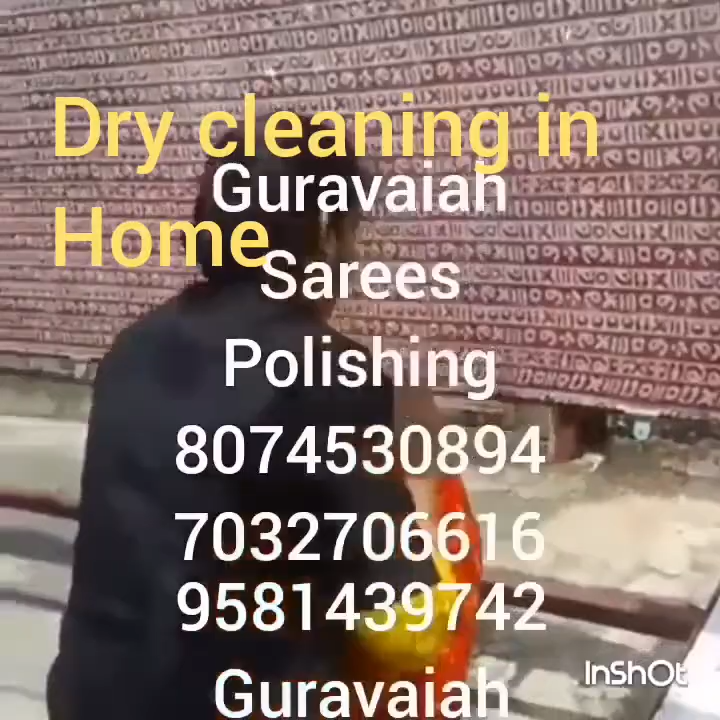 Dry cleaning in
Home
Guravaiah
Sarees
Polishing
8074530894
7032706616
9581439742
Guravaiah
InShOt